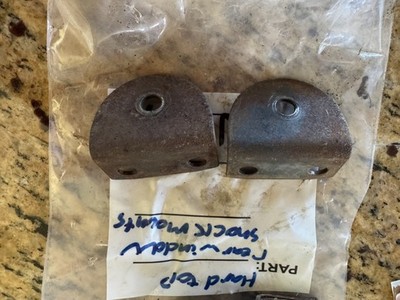 PART:
Hard top
rear window
shock mounts